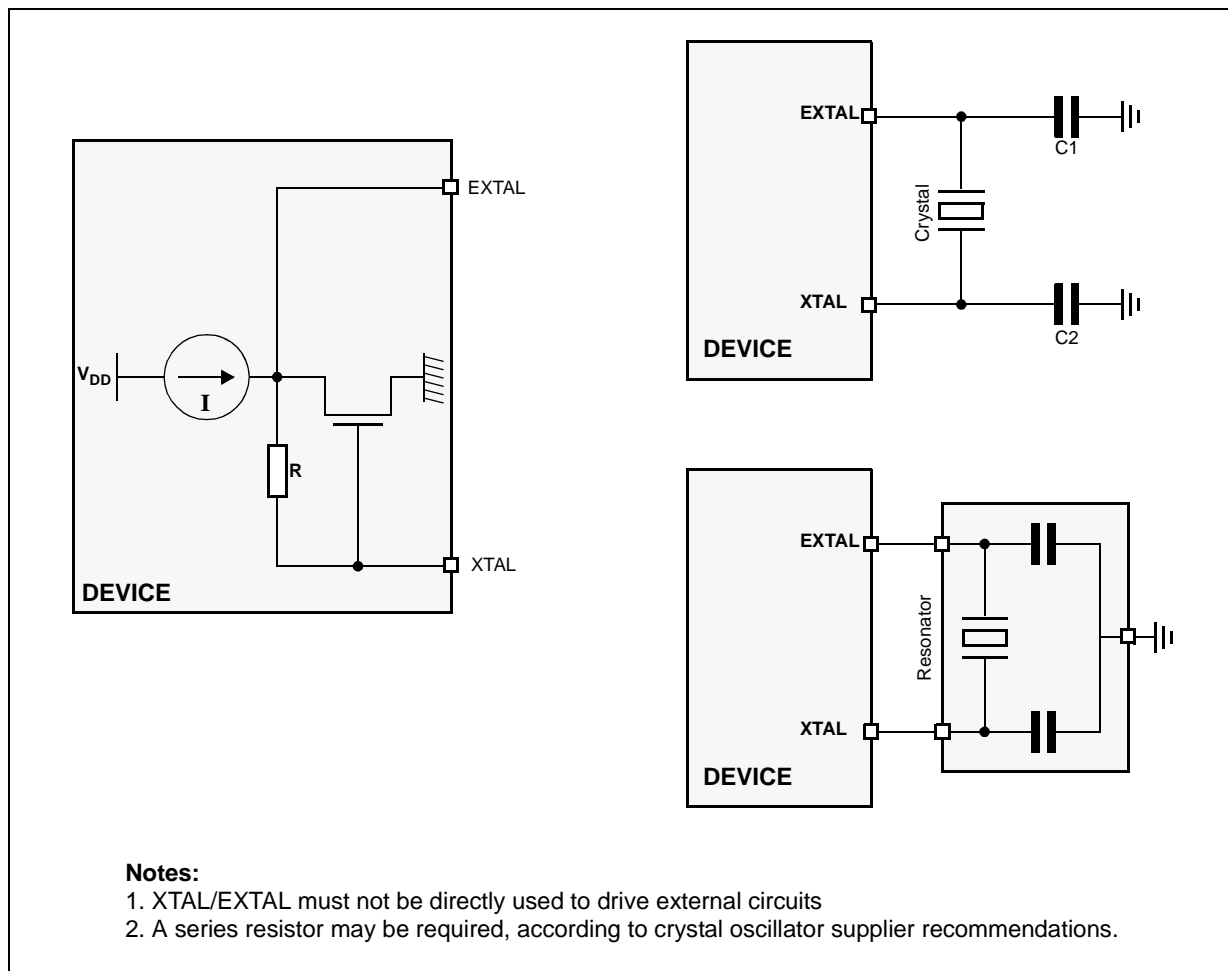 EXTAL
V_DD
I
R
XTAL
DEVICE
EXTAL
C1
Crystal
XTAL
C2
DEVICE
EXTAL
Resonator
XTAL
DEVICE
Notes:
1. XTAL/EXTAL must not be directly used to drive external circuits
2. A series resistor may be required, according to crystal oscillator supplier recommendations.